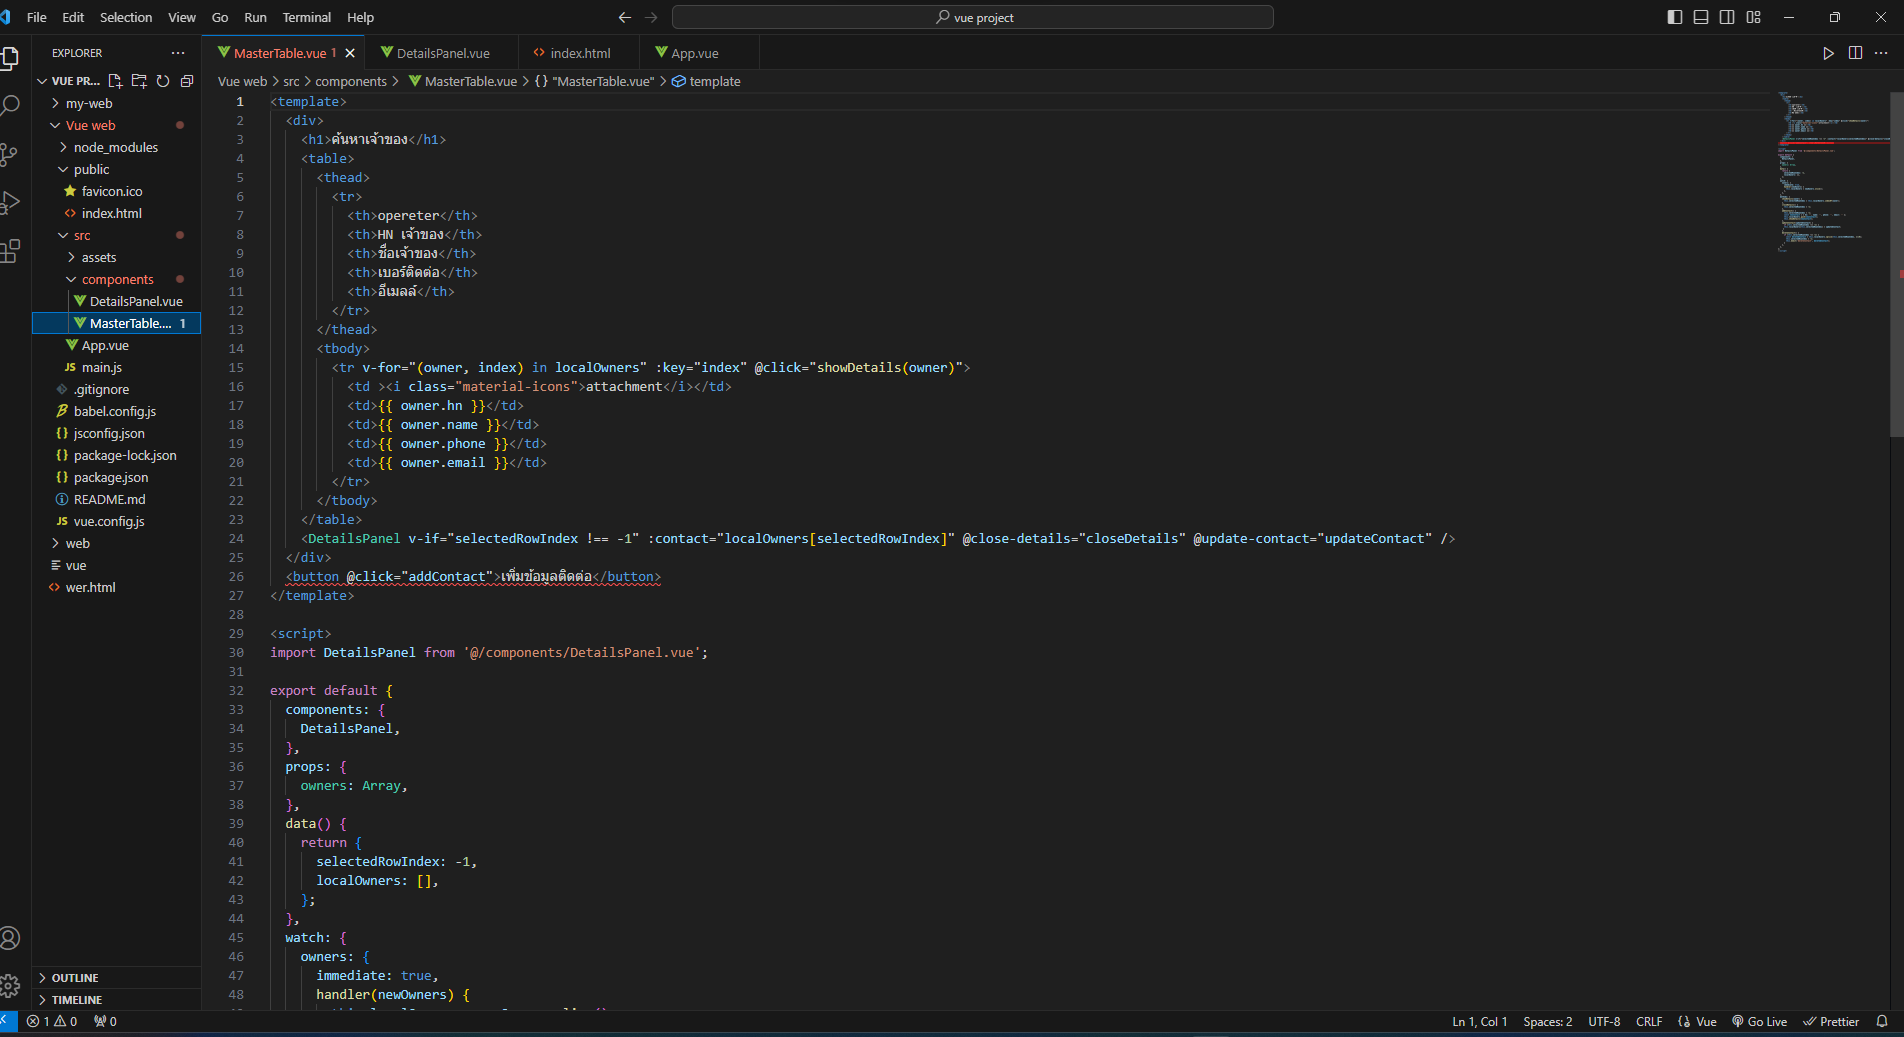 File Edit Selection View Go Run Terminal Help
vue project
EXPLORER
VUE PR...
my-web
Vue web
node_modules
public
favicon.ico
index.html
src
assets
components
DetailsPanel.vue
MasterTable.... 1
App.vue
main.js
.gitignore
babel.config.js
jsconfig.json
package-lock.json
package.json
README.md
vue.config.js
web
vue
wer.html
OUTLINE
TIMELINE
MasterTable.vue 1 DetailsPanel.vue index.html App.vue
Vue web > src > components > MasterTable.vue > {} "MasterTable.vue" > template
1 <template>
2 <div>
3 <h1>ค้นหาเจ้าของ</h1>
4 <table>
5 <thead>
6 <tr>
7 <th>opereter</th>
8 <th>HN เจ้าของ</th>
9 <th>ชื่อเจ้าของ</th>
10 <th>เบอร์ติดต่อ</th>
11 <th>อีเมลล์</th>
12 </tr>
13 </thead>
14 <tbody>
15 <tr v-for="(owner, index) in localOwners" :key="index" @click="showDetails(owner)">
16 <td ><i class="material-icons">attachment</i></td>
17 <td>{{ owner.hn }}</td>
18 <td>{{ owner.name }}</td>
19 <td>{{ owner.phone }}</td>
20 <td>{{ owner.email }}</td>
21 </tr>
22 </tbody>
23 </table>
24 <DetailsPanel v-if="selectedRowIndex !== -1" :contact="localOwners[selectedRowIndex]" @close-details="closeDetails" @update-contact="updateContact" />
25 </div>
26 <button @click="addContact">เพิ่มข้อมูลติดต่อ</button>
27 </template>
28
29 <script>
30 import DetailsPanel from '@/components/DetailsPanel.vue';
31
32 export default {
33 components: {
34 DetailsPanel,
35 },
36 props: {
37 owners: Array,
38 },
39 data() {
40 return {
41 selectedRowIndex: -1,
42 localOwners: [],
43 };
44 },
45 watch: {
46 owners: {
47 immediate: true,
48 handler(newOwners) {
1 0 0
Ln 1, Col 1 Spaces: 2 UTF-8 CRLF Vue Go Live Prettier